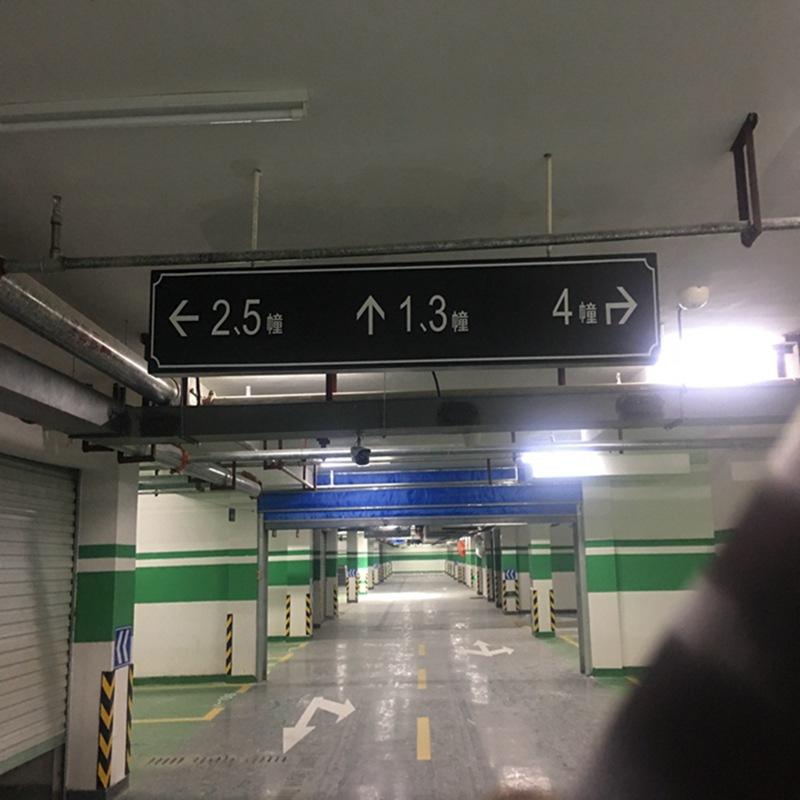 ← 2、5幢 ↑ 1、3幢 4幢 ↱